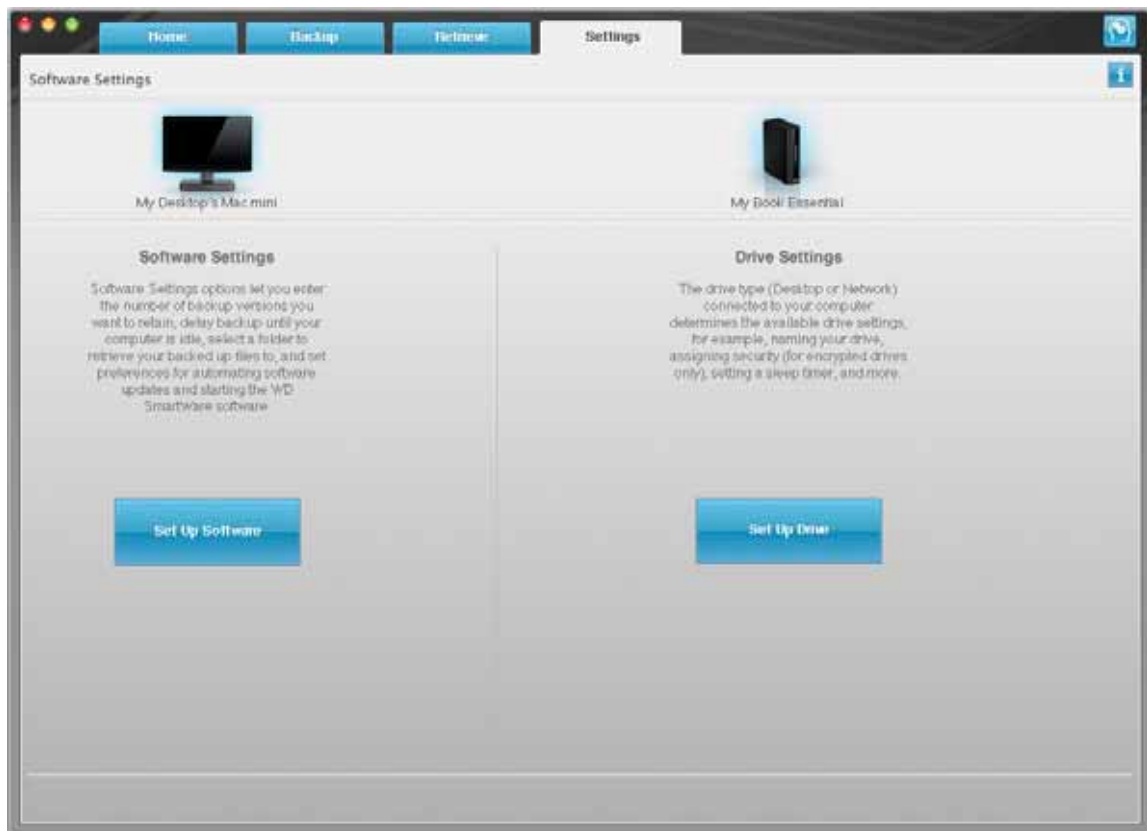 Home
Backup
Retrieve
Settings
Software Settings
i
My Desktop's Mac mini
My Book Essential
Software Settings
Software Settings options let you enter
the number of backup versions you
want to retain, delay backup until your
computer is idle, select a folder to
retrieve your backed up files to, and set
preferences for automating software
updates and starting the WD
SmartWare software
Drive Settings
The drive type (Desktop or Network)
connected to your computer
determines the available drive settings,
for example, naming your drive,
assigning security (for encrypted drives
only), setting a sleep timer, and more.
Set Up Software
Set Up Drive